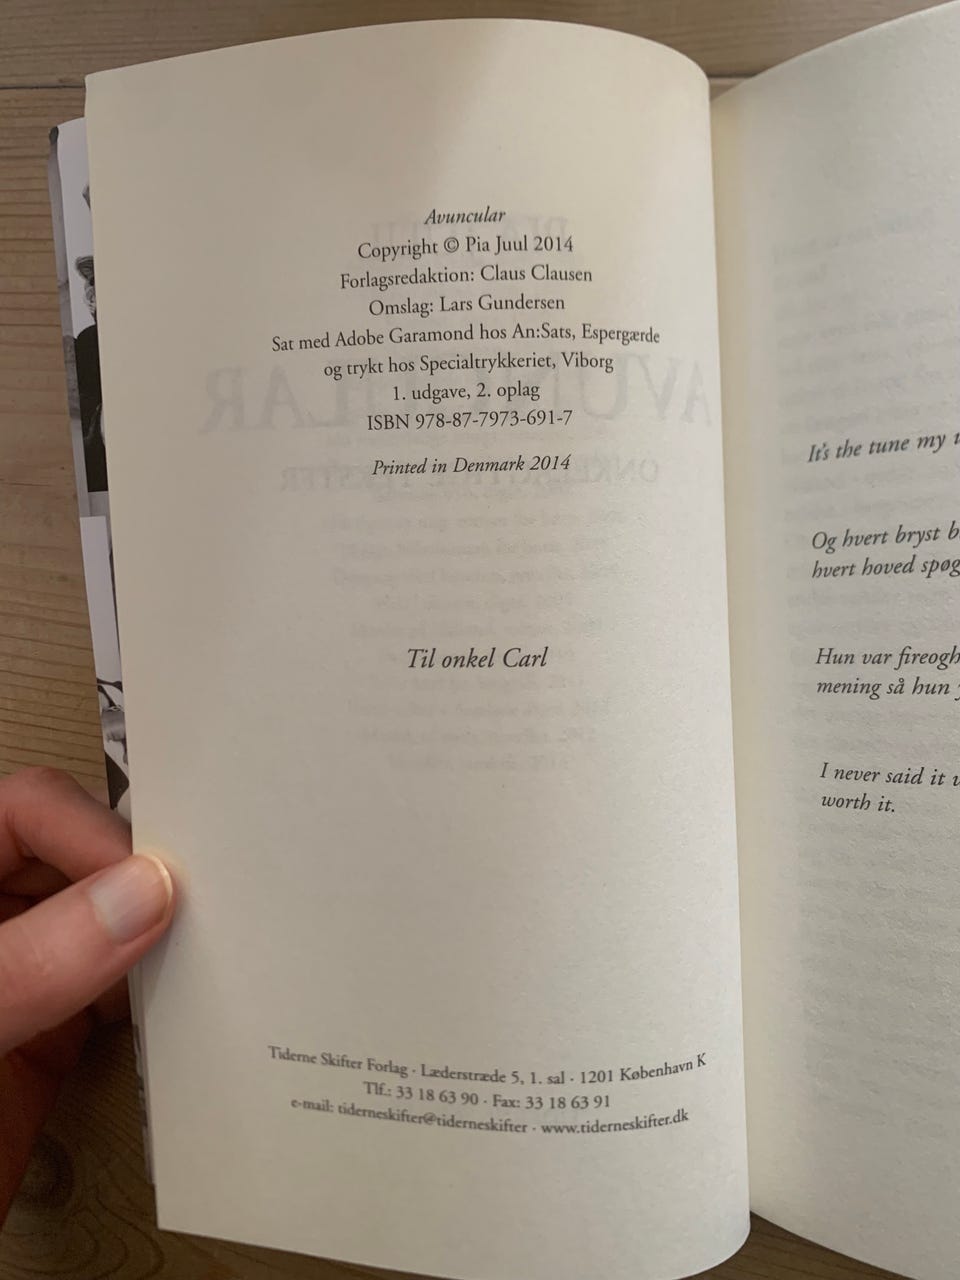 Avuncular
Copyright © Pia Juul 2014
Forlagsredaktion: Claus Clausen
Omslag: Lars Gundersen
Sat med Adobe Garamond hos An:Sats, Espergærde
og trykt hos Specialtrykkeriet, Viborg
1. udgave, 2. oplag
ISBN 978-87-7973-691-7
Printed in Denmark 2014
Til onkel Carl
Tiderne Skifter Forlag · Læderstræde 5, 1. sal · 1201 København K
Tlf.: 33 18 63 90 · Fax: 33 18 63 91
e-mail: tiderneskifter@tiderneskifter · www.tiderneskifter.dk
It's the tune my
Og hvert bryst
hvert hoved
Hun var
mening så hun
I never said it
worth it.